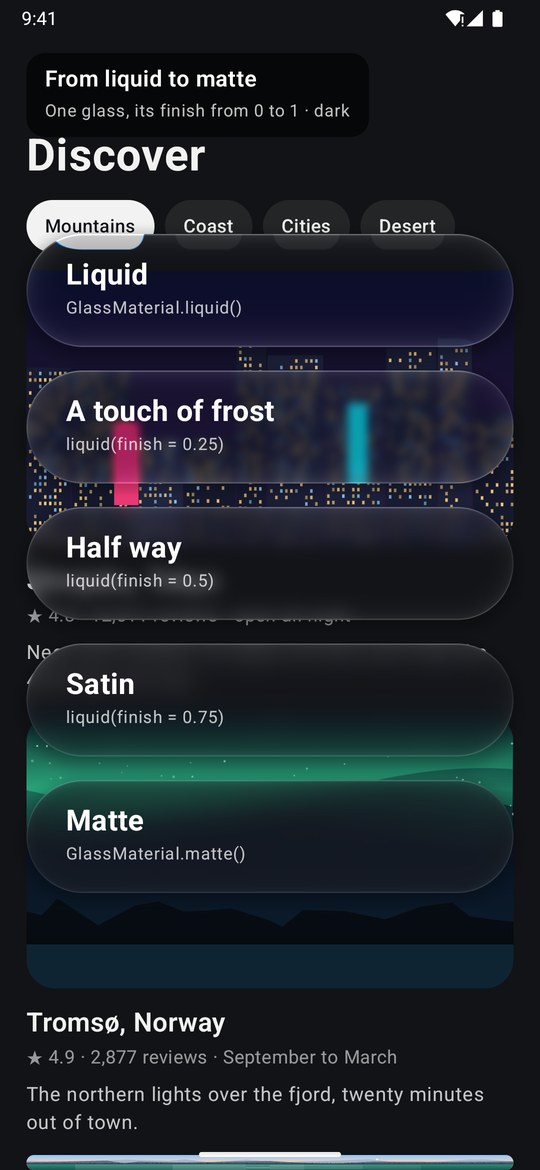 9:41
From liquid to matte
One glass, its finish from 0 to 1 · dark
Discover
Mountains
Coast
Cities
Desert
Liquid
GlassMaterial.liquid()
A touch of frost
liquid(finish = 0.25)
Half way
liquid(finish = 0.5)
Satin
liquid(finish = 0.75)
Matte
GlassMaterial.matte()
Tromsø, Norway
★ 4.9 · 2,877 reviews · September to March
The northern lights over the fjord, twenty minutes
out of town.